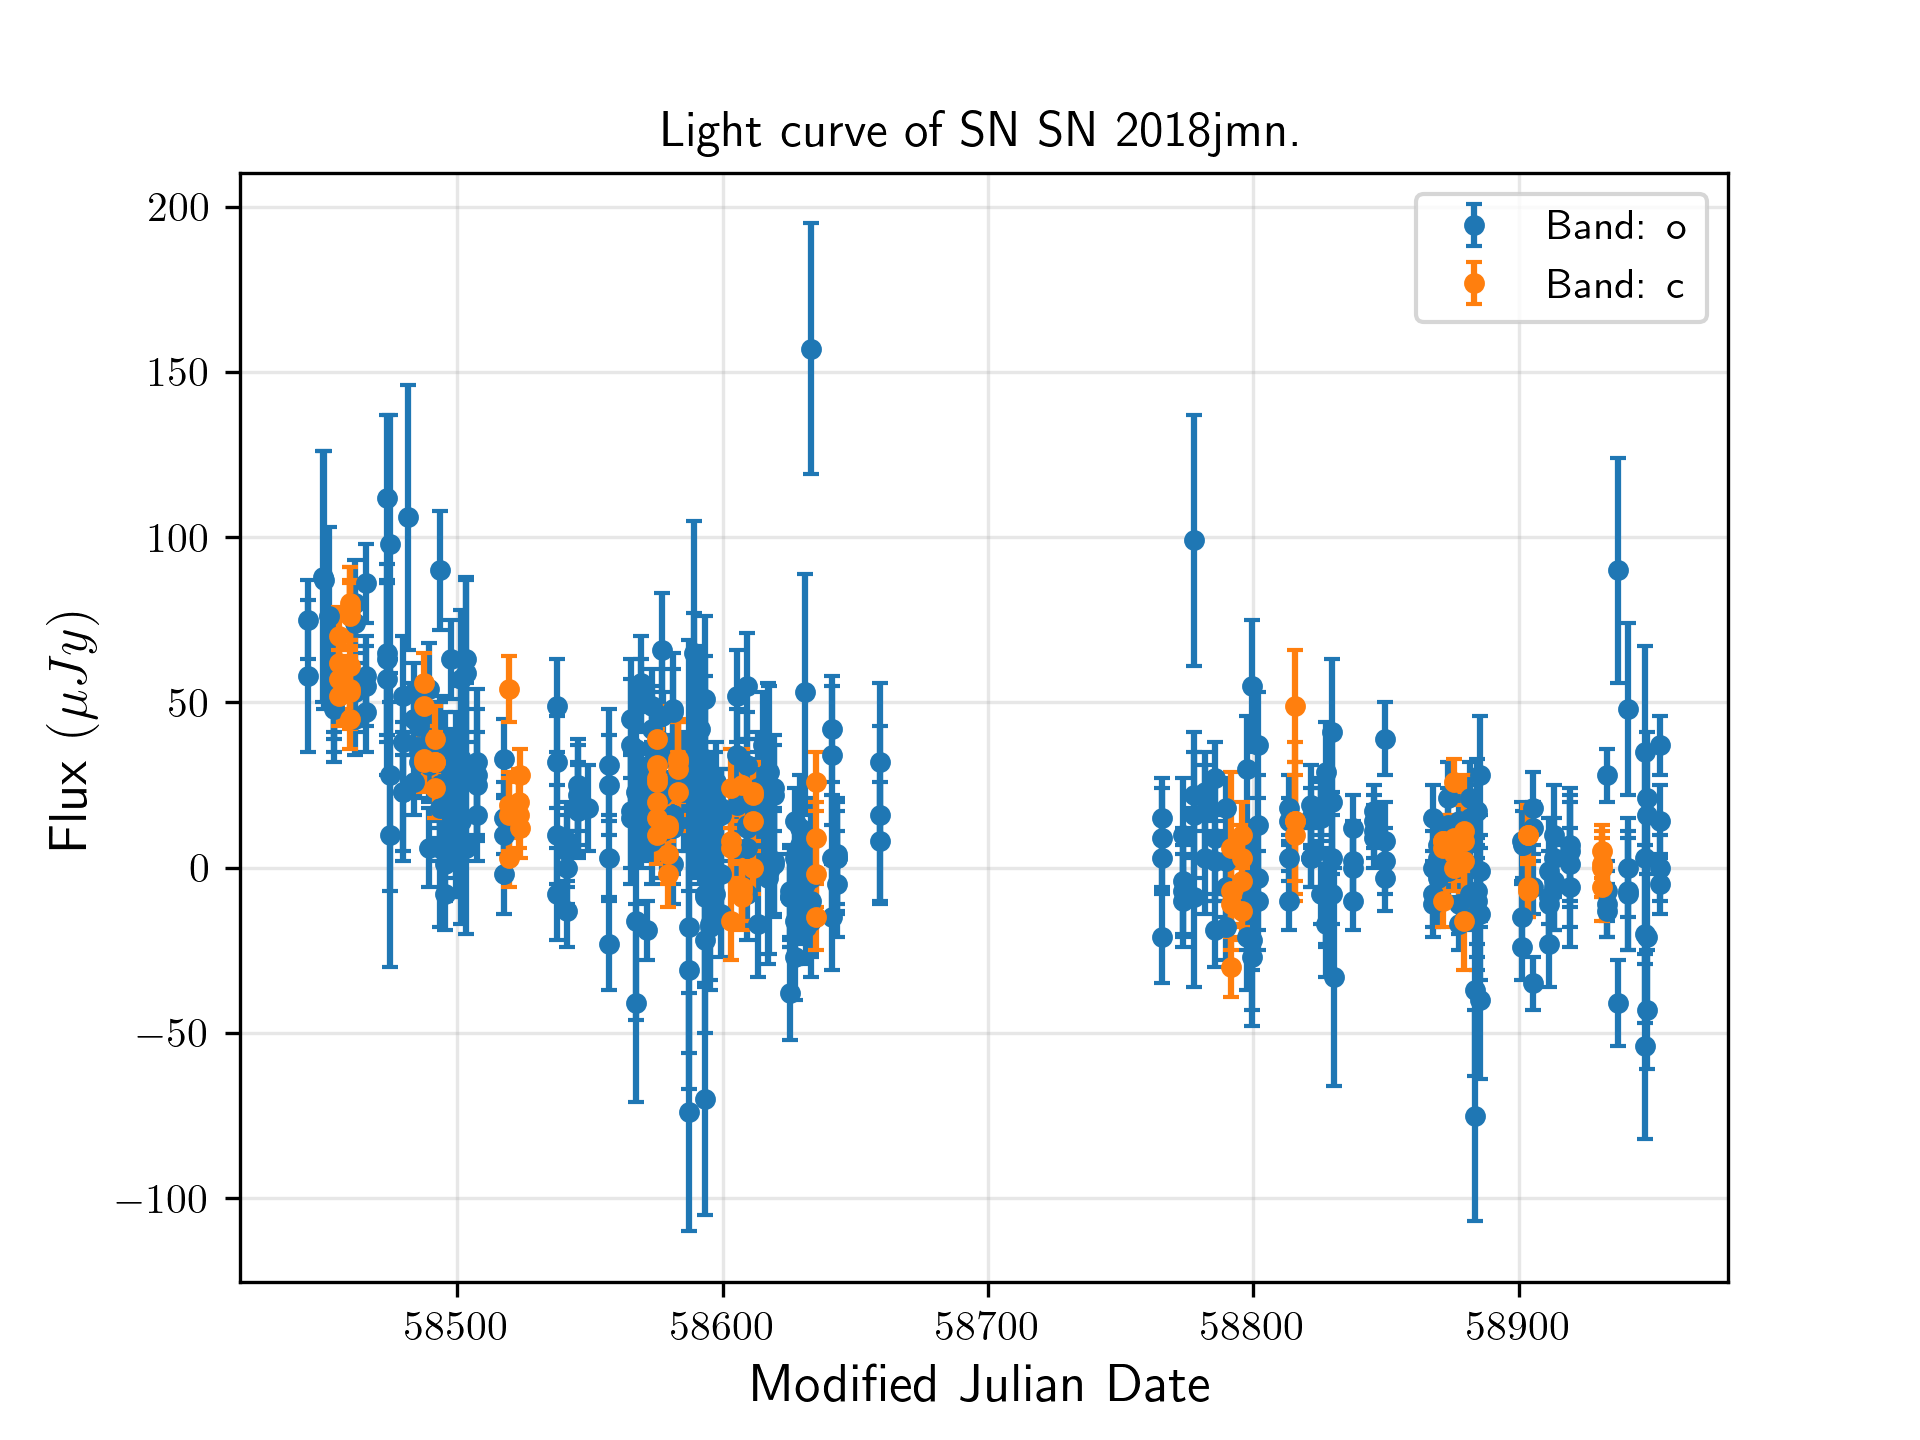 Light curve of SN SN 2018jmn.
200
150
100
50
0
−50
−100
Flux (μJy)
Band: o
Band: c
58500 58600 58700 58800 58900
Modified Julian Date